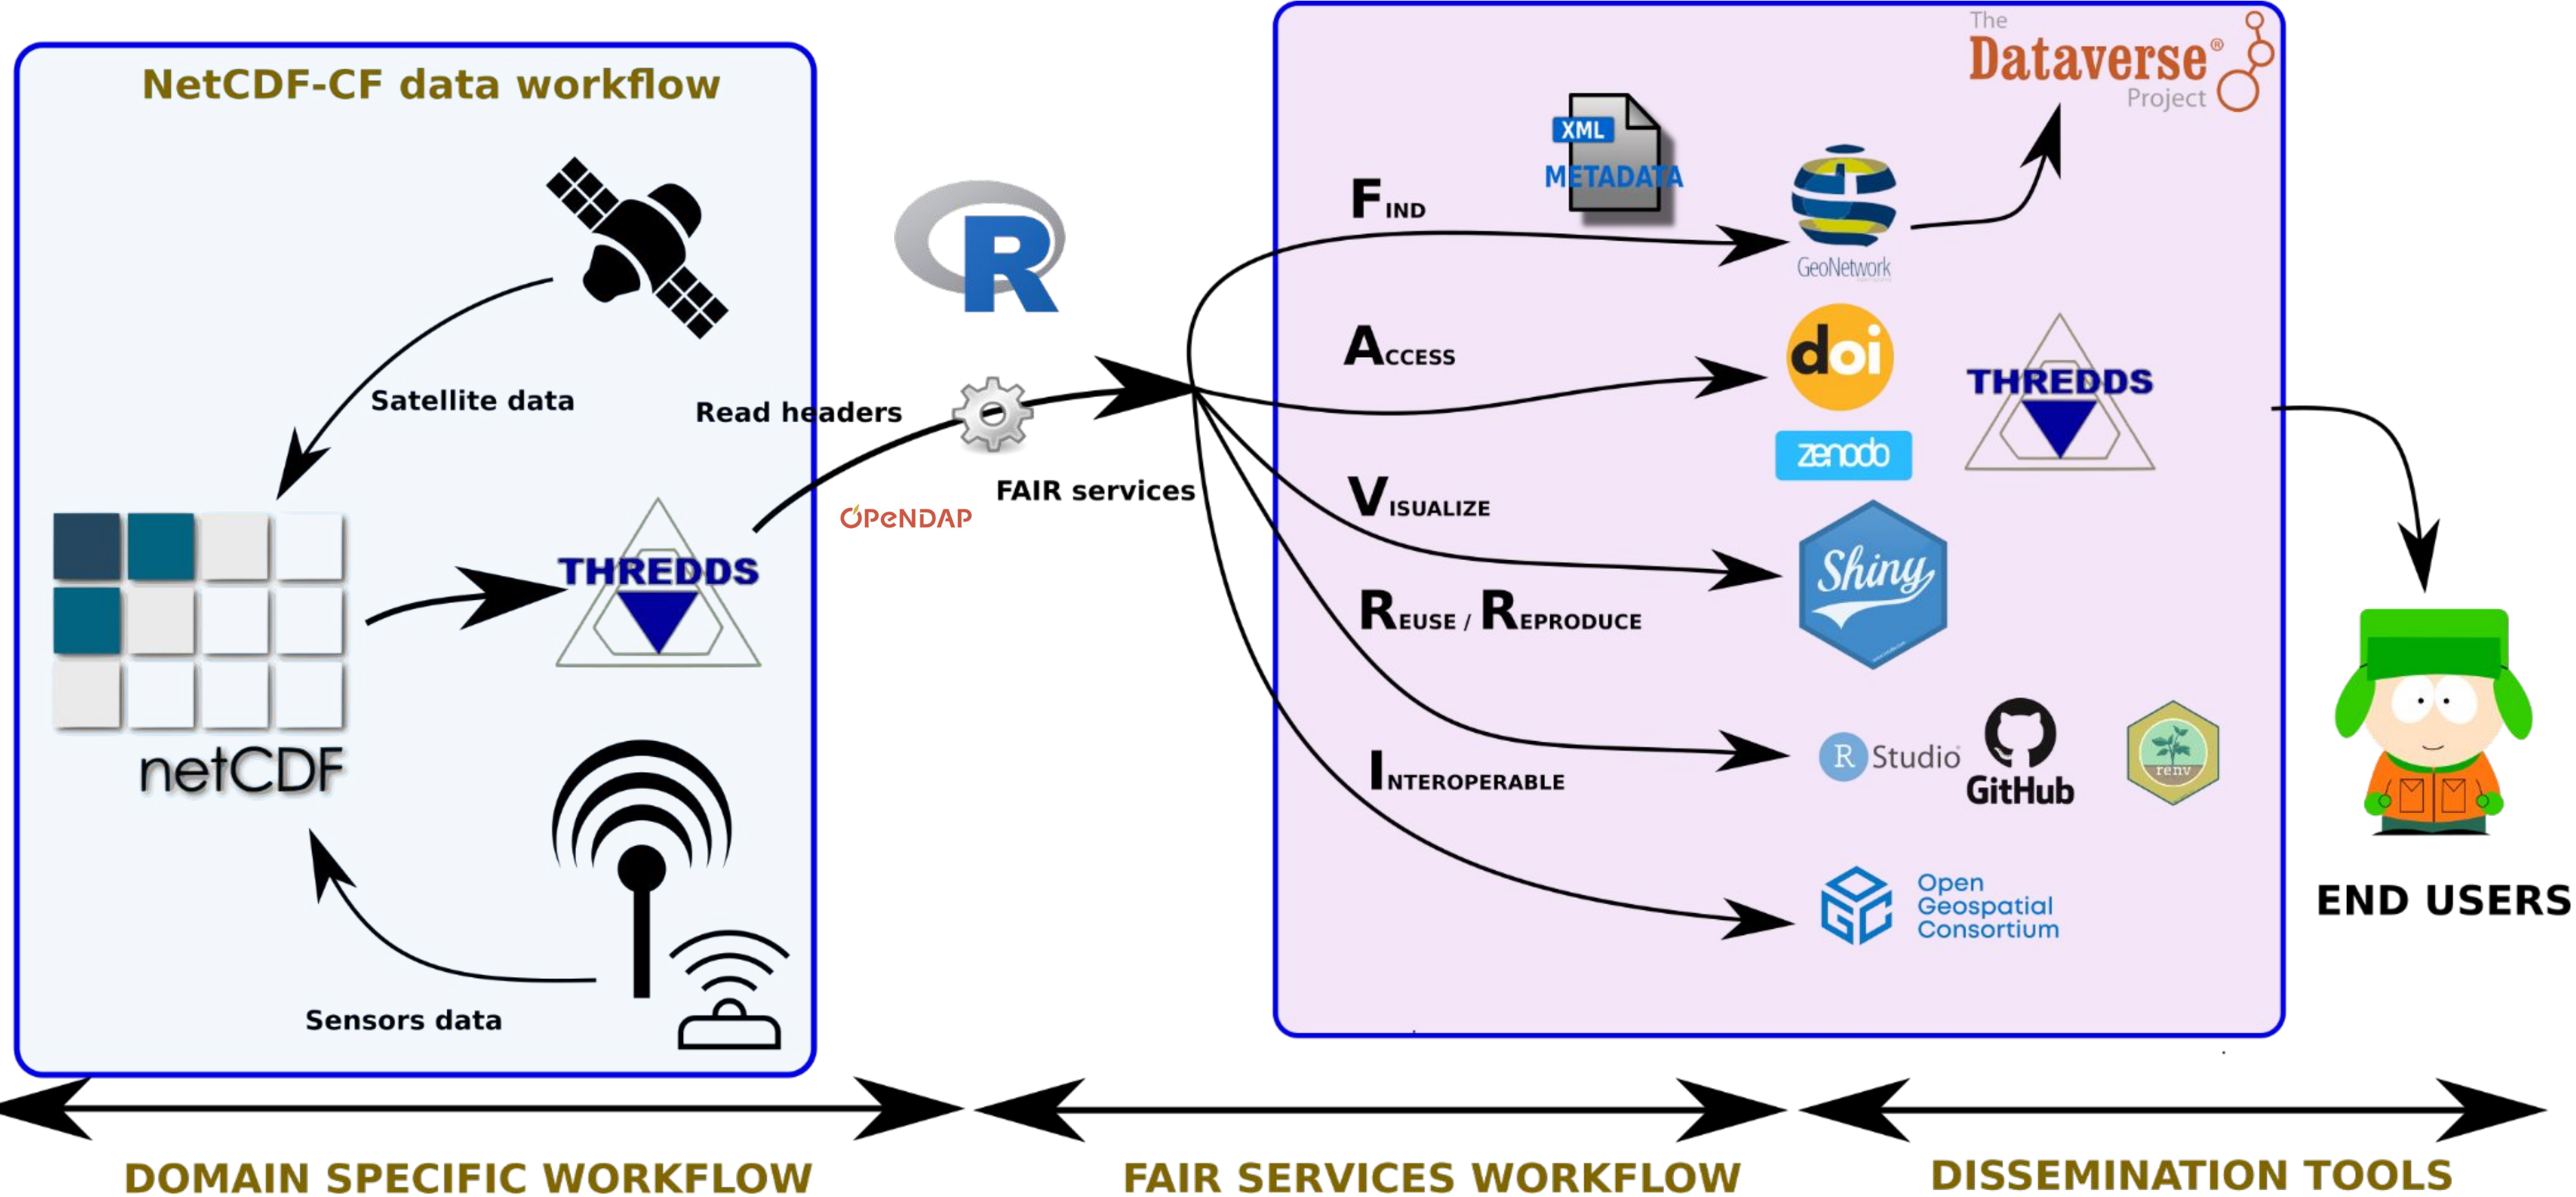 NetCDF-CF data workflow
Satellite data
netCDF
THREDDS
Sensors data
Read headers
OPeNDAP
R
FAIR services
The
Dataverse®
Project
XML
METADATA
FIND
GeoNetwork
ACCESS
doi
zenodo
THREDDS
VISUALIZE
Shiny
REUSE / REPRODUCE
R Studio
GitHub
renv
INTEROPERABLE
Open
Geospatial
Consortium
END USERS
DOMAIN SPECIFIC WORKFLOW
FAIR SERVICES WORKFLOW
DISSEMINATION TOOLS